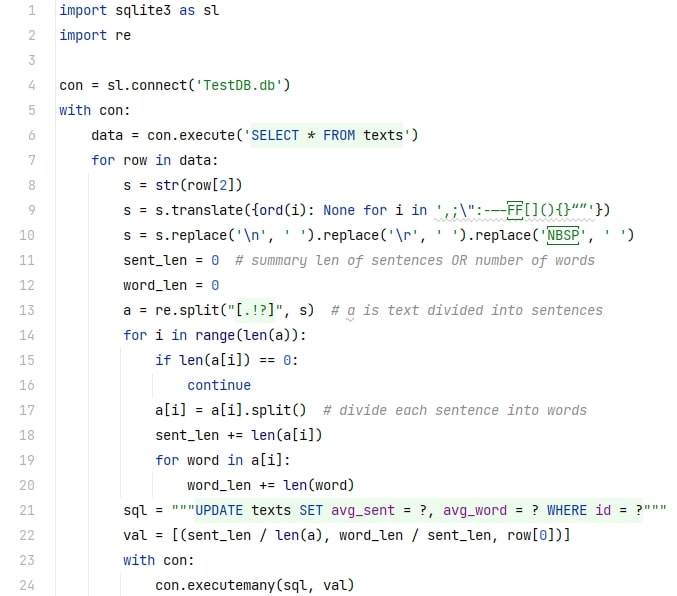 1 import sqlite3 as sl
2 import re
3
4 con = sl.connect('TestDB.db')
5 with con:
6     data = con.execute('SELECT * FROM texts')
7     for row in data:
8         s = str(row[2])
9         s = s.translate({ord(i): None for i in ',;\":-—–FF[](){}“”'})
10         s = s.replace('\n', ' ').replace('\r', ' ').replace('NBSP', ' ')
11         sent_len = 0  # summary len of sentences OR number of words
12         word_len = 0
13         a = re.split("[.!?]", s)  # a is text divided into sentences
14         for i in range(len(a)):
15             if len(a[i]) == 0:
16                 continue
17             a[i] = a[i].split()  # divide each sentence into words
18             sent_len += len(a[i])
19             for word in a[i]:
20                 word_len += len(word)
21         sql = """UPDATE texts SET avg_sent = ?, avg_word = ? WHERE id = ?"""
22         val = [(sent_len / len(a), word_len / sent_len, row[0])]
23         with con:
24             con.executemany(sql, val)